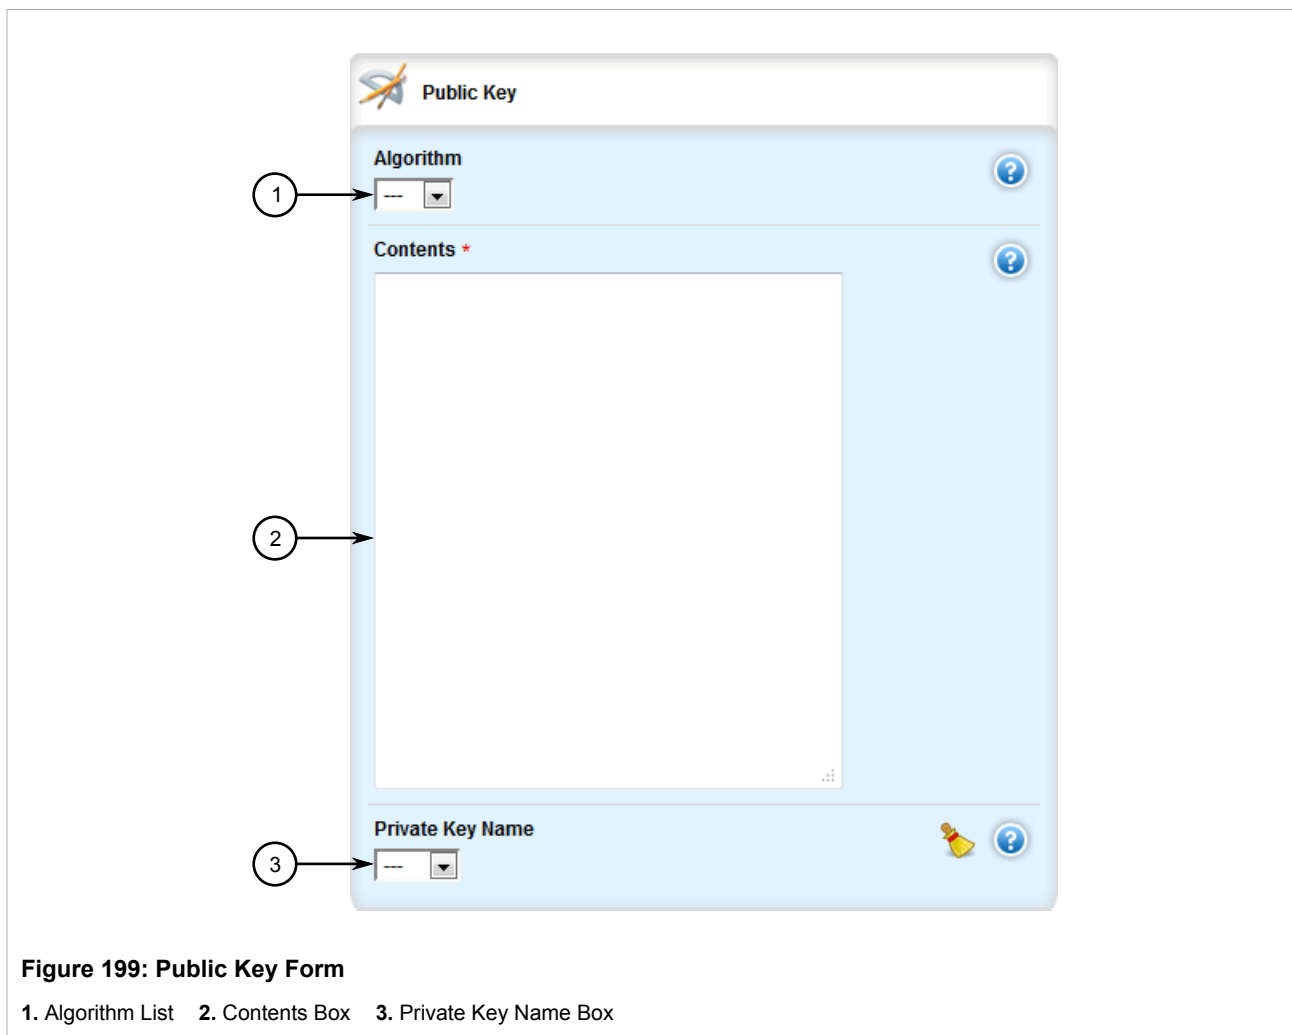 Public Key
Algorithm
1
---
Contents *
2
Private Key Name
3
---
Figure 199: Public Key Form
1. Algorithm List 2. Contents Box 3. Private Key Name Box